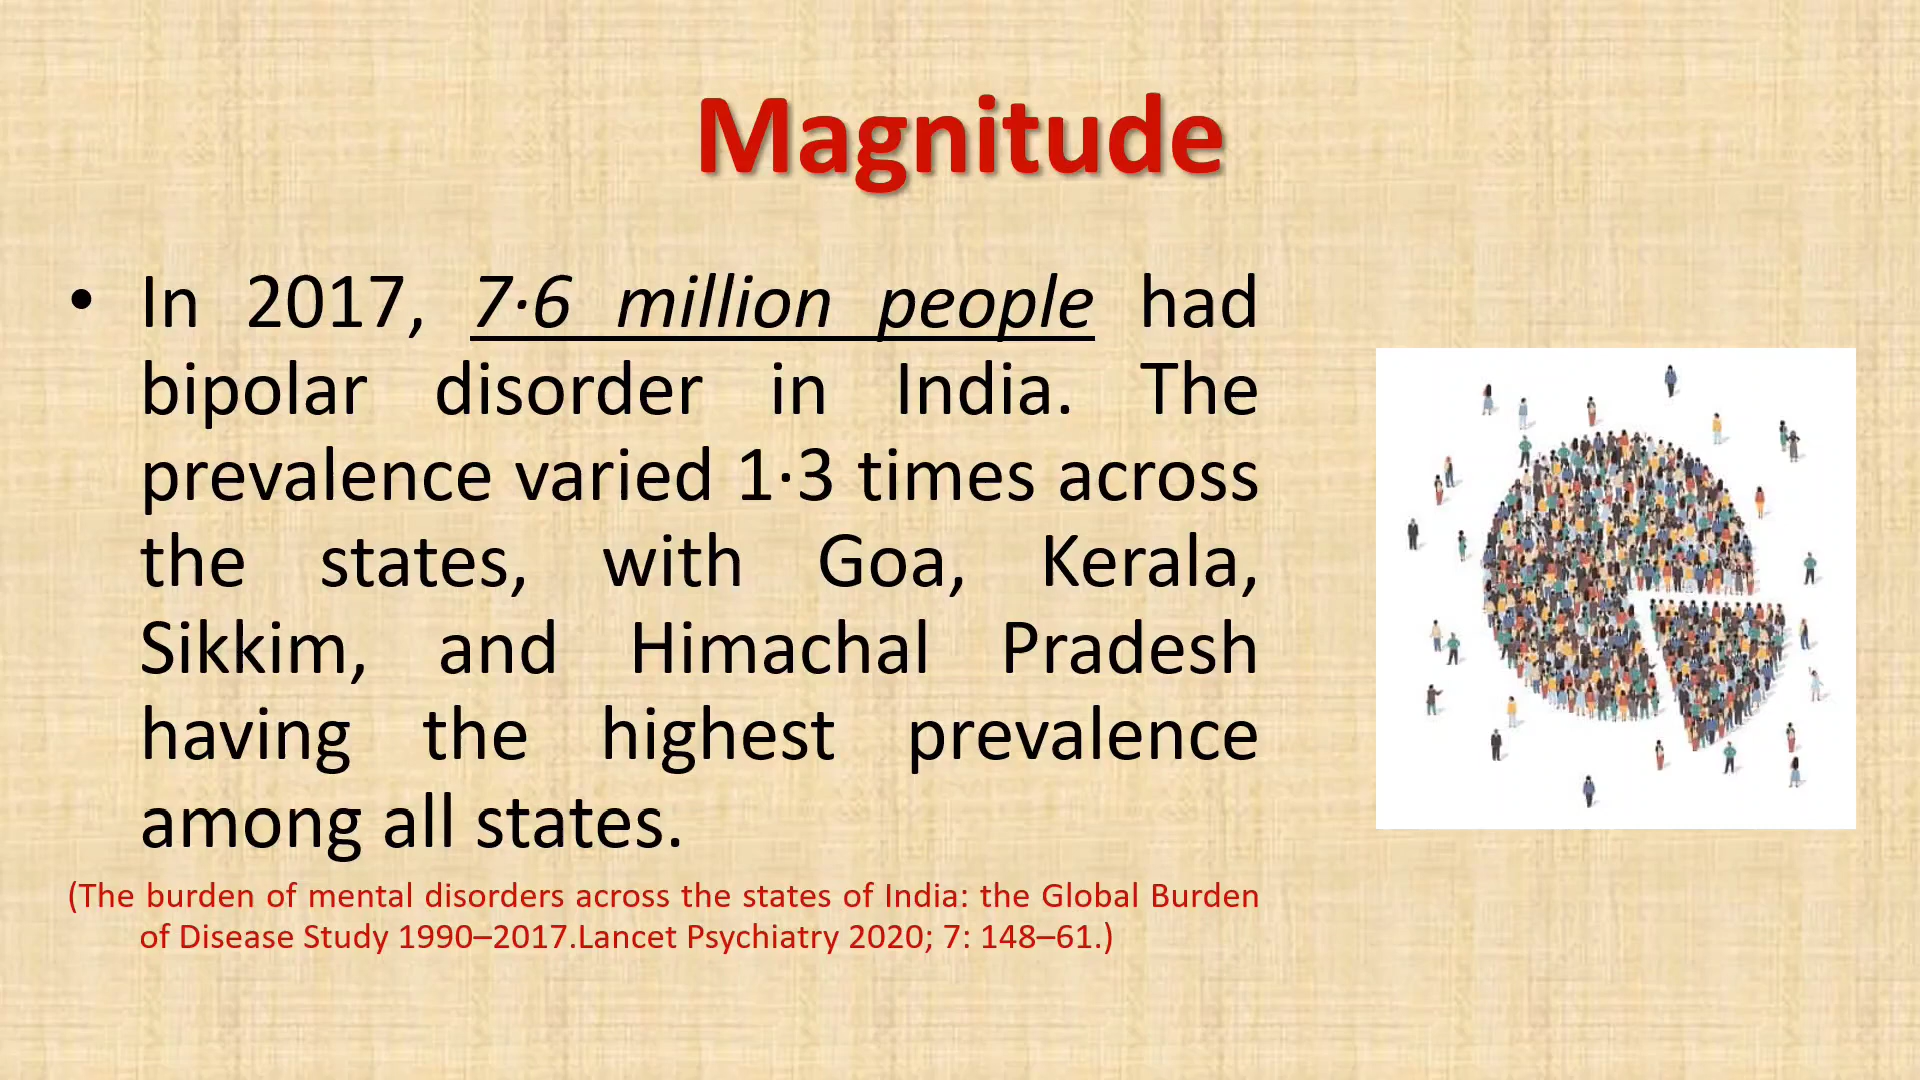 Magnitude
• In 2017, 7·6 million people had
bipolar disorder in India. The
prevalence varied 1·3 times across
the states, with Goa, Kerala,
Sikkim, and Himachal Pradesh
having the highest prevalence
among all states.
(The burden of mental disorders across the states of India: the Global Burden
of Disease Study 1990–2017.Lancet Psychiatry 2020; 7: 148–61.)